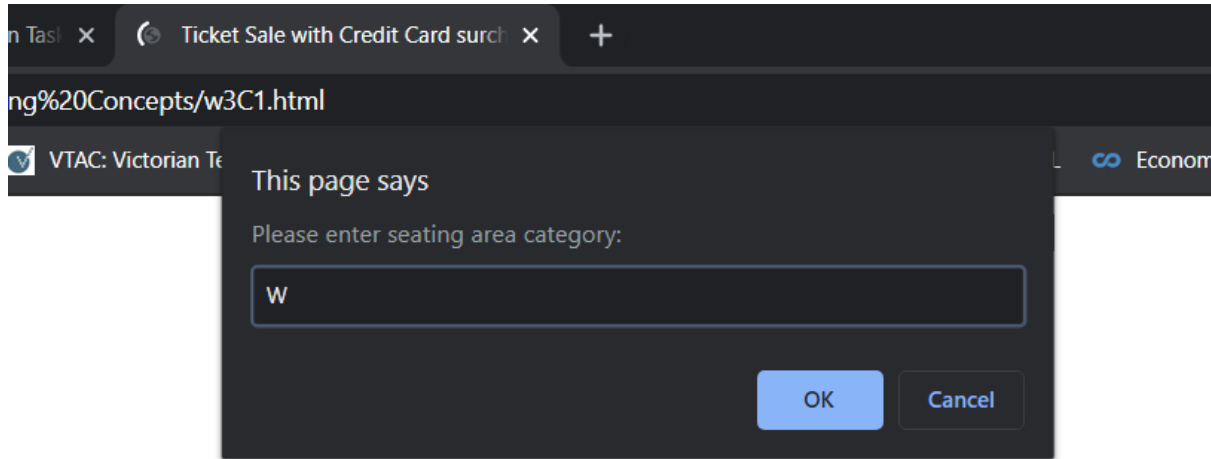 n Tas
Ticket Sale with Credit Card surch
ng%20Concepts/w3C1.html
VTAC: Victorian Te
L
Econom
This page says
Please enter seating area category:
W
OK
Cancel